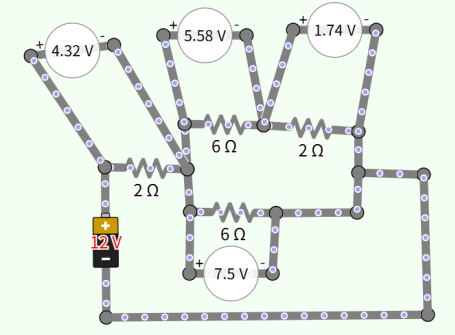 + 4.32 V -
+ 5.58 V -
+ 1.74 V -
6 Ω
2 Ω
2 Ω
+
12 V
-
6 Ω
+ 7.5 V -